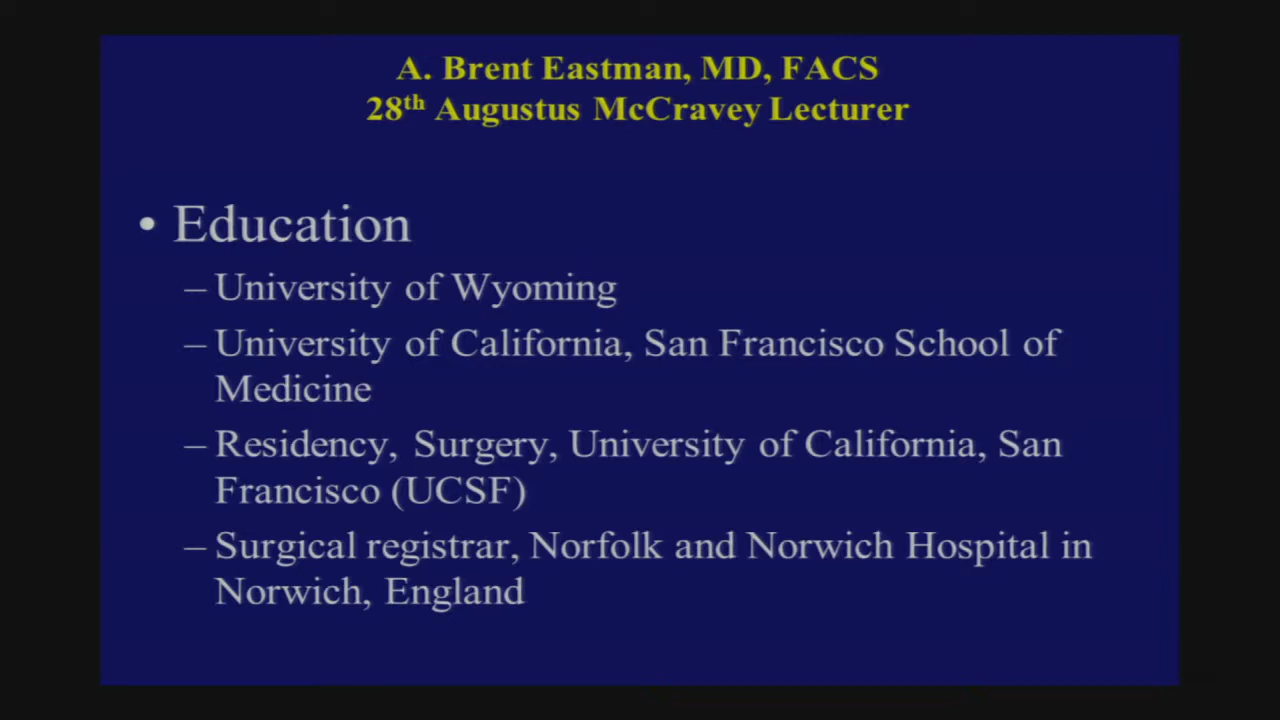 A. Brent Eastman, MD, FACS
28th Augustus McCravey Lecturer
• Education
– University of Wyoming
– University of California, San Francisco School of
Medicine
– Residency, Surgery, University of California, San
Francisco (UCSF)
– Surgical registrar, Norfolk and Norwich Hospital in
Norwich, England